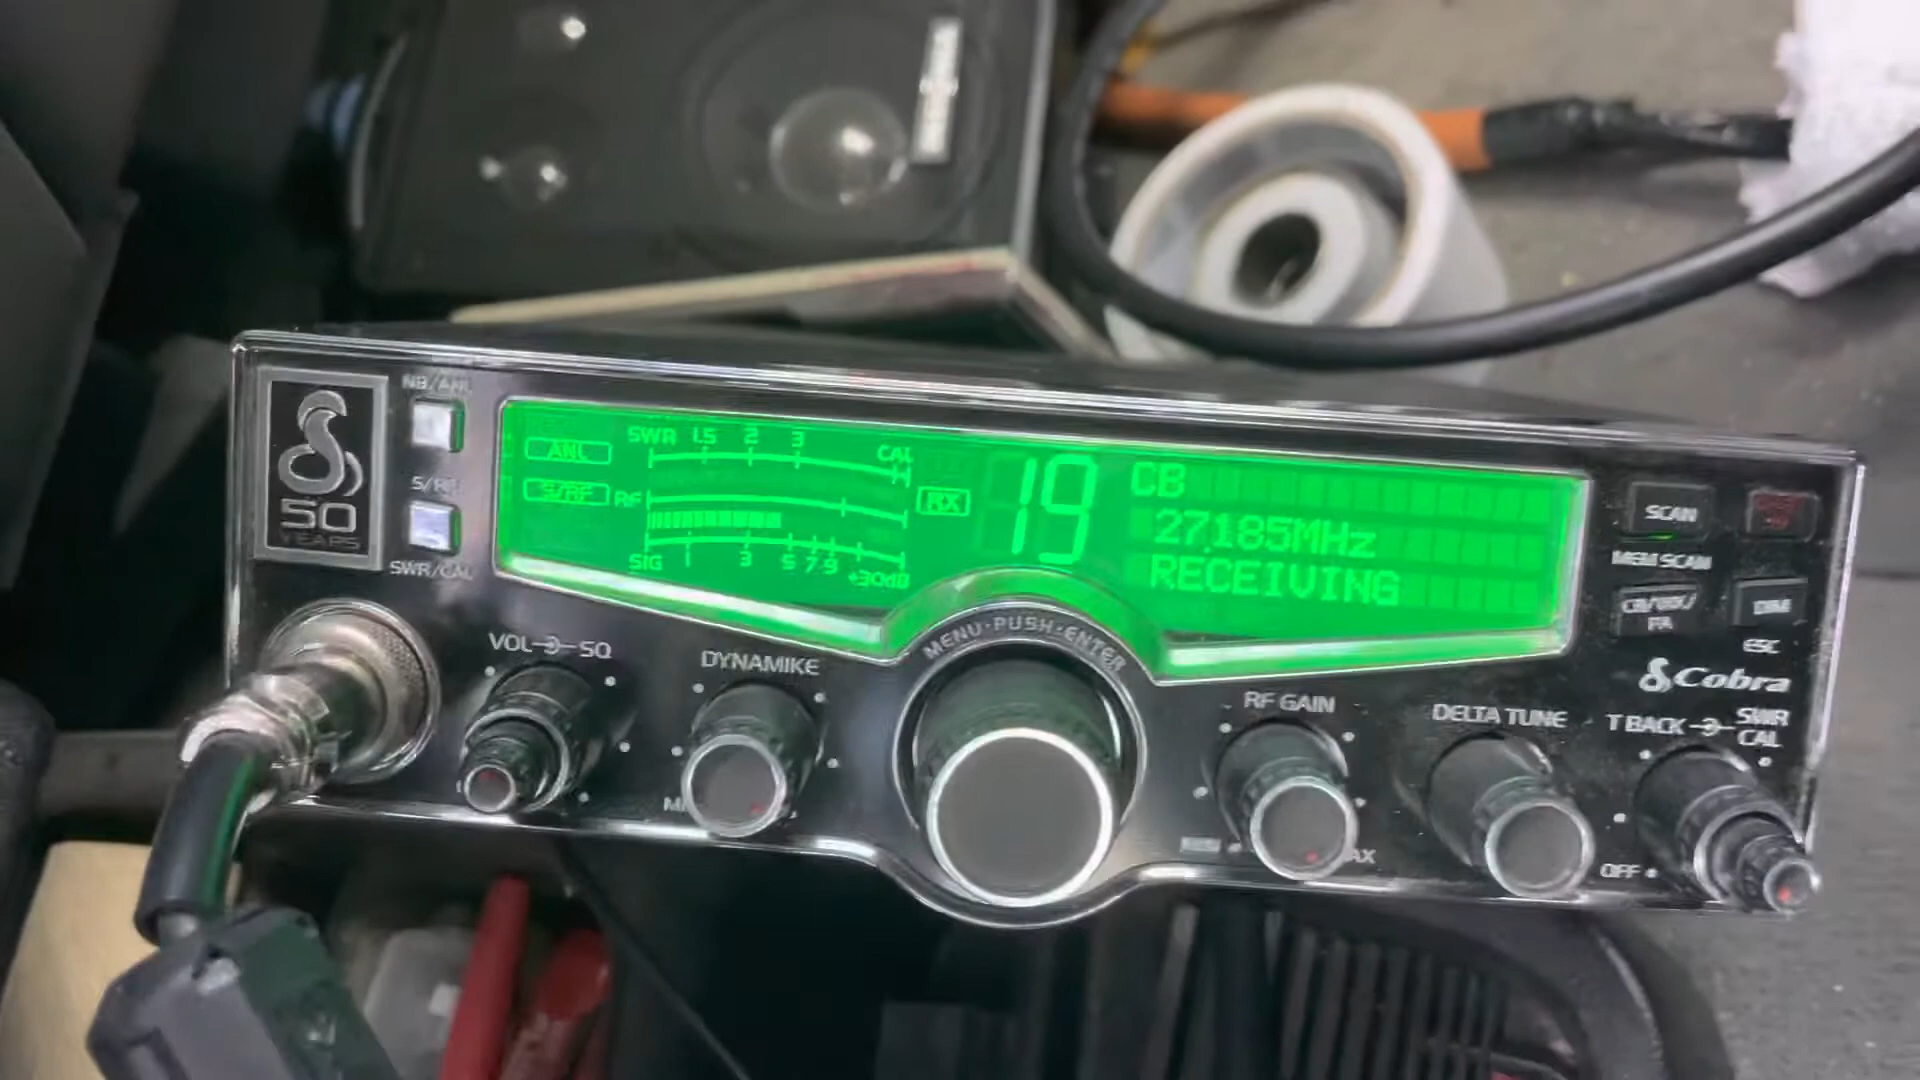 NB/ANL
S/RF
SWR/CAL
50
YEARS
ANL
S/RF
SWR 1.5 2 3 CAL
RF
SIG 1 3 5 7 9 +30dB
RX
19
CB
27.185MHz
RECEIVING
SCAN
MEM SCAN
CB/WX/
PA
DIM
ESC
Cobra
VOL SQ
DYNAMIKE
MENU·PUSH·ENTER
RF GAIN
DELTA TUNE
T BACK SWR
CAL
OFF